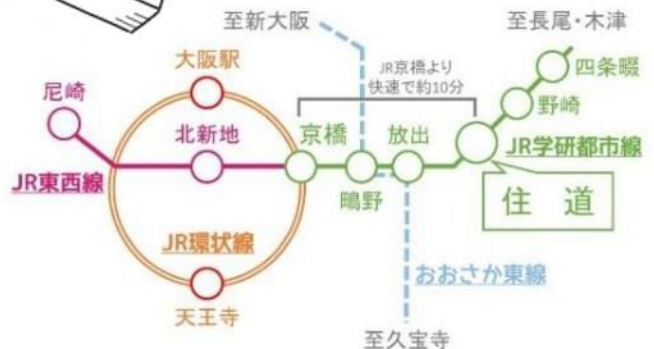 至新大阪
至長尾・木津
大阪駅
JR京橋より
快速で約10分
四条畷
尼崎
野崎
北新地
京橋
放出
JR学研都市線
JR東西線
鴫野
住道
JR環状線
おおさか東線
天王寺
至久宝寺